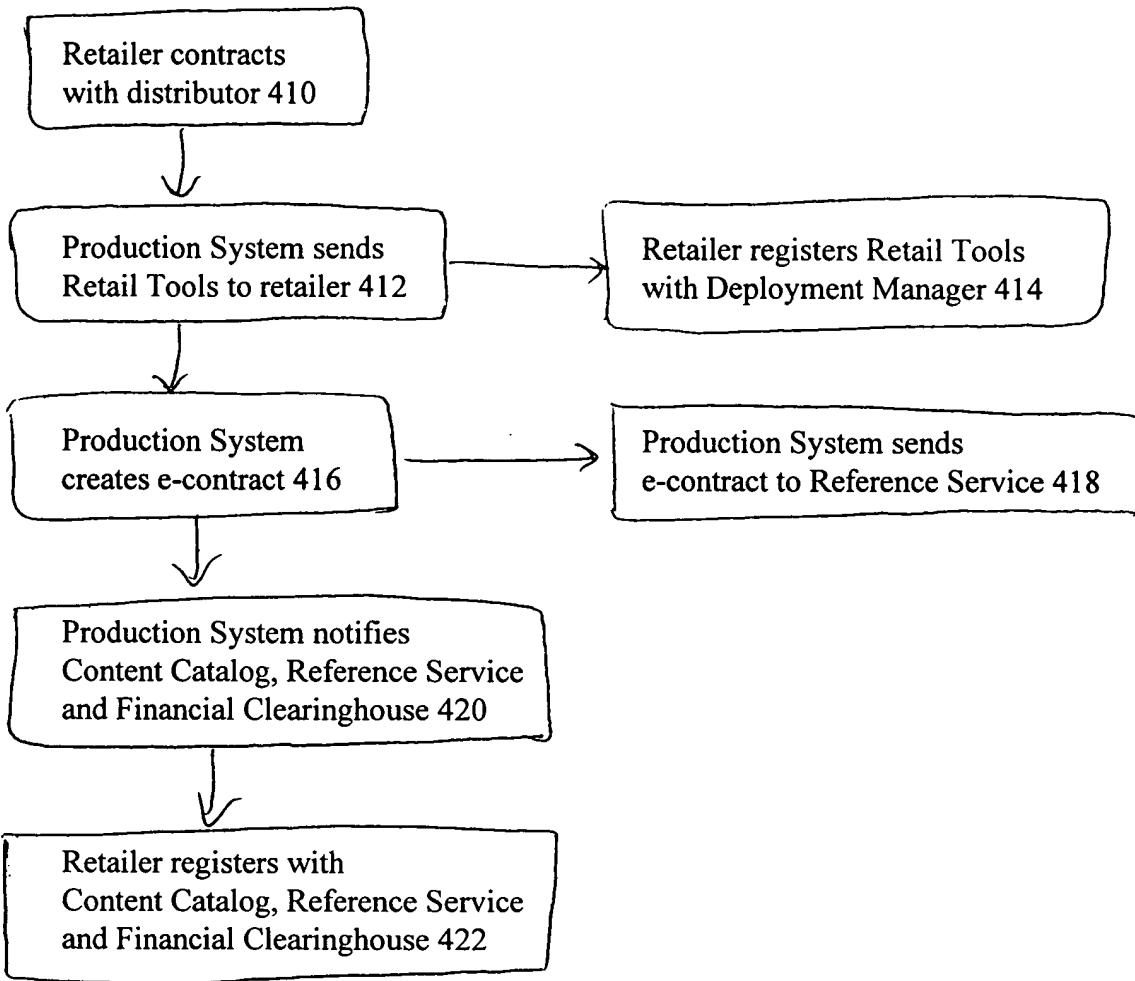 Retailer contracts
with distributor 410
Production System sends
Retail Tools to retailer 412
Retailer registers Retail Tools
with Deployment Manager 414
Production System
creates e-contract 416
Production System sends
e-contract to Reference Service 418
Production System notifies
Content Catalog, Reference Service
and Financial Clearinghouse 420
Retailer registers with
Content Catalog, Reference Service
and Financial Clearinghouse 422